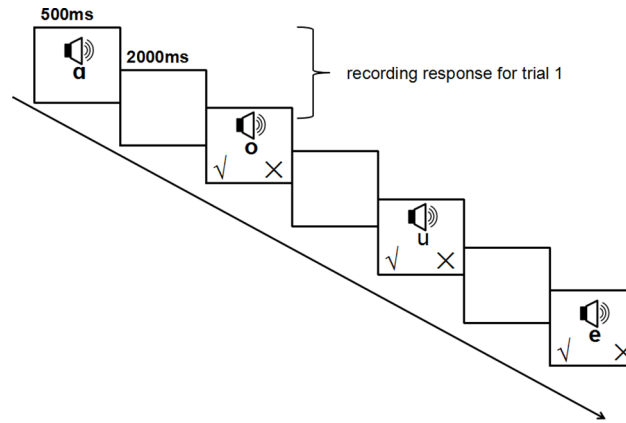 500ms
ɑ
2000ms
recording response for trial 1
o
√ ×
u
√ ×
e
√ ×